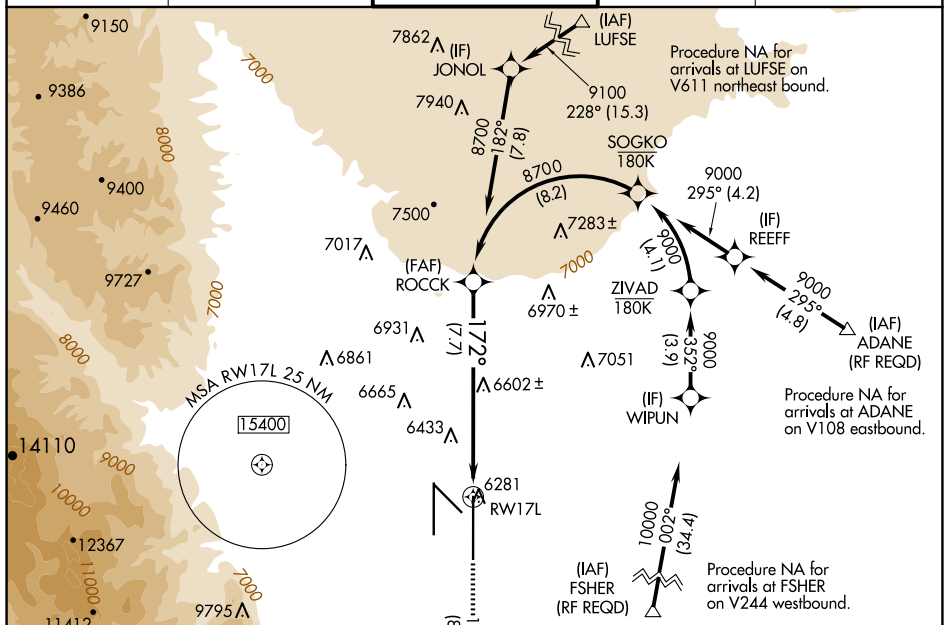 9150
7862
(IF)
JONOL
(IAF)
LUFSE
Procedure NA for
arrivals at LUFSE on
V611 northeast bound.
7000
9386
9100
228° (15.3)
7940
8000
8700
182°
(7.8)
SOGKO
180K
9400
8700
(8.2)
9000
295° (4.2)
9460
7500
7283±
(IF)
REEFF
7017
9000
(4.1)
9727
(FAF)
ROCCK
7000
ZIVAD
180K
9000
295°
(4.8)
7000
6970±
(IAF)
ADANE
(RF REQD)
6931
172°
(7.7)
9000
352°
(3.9)
8000
6861
7051
MSA RW17L 25 NM
6665
6602±
(IF)
WIPUN
Procedure NA for
arrivals at ADANE
on V108 eastbound.
15400
6433
14110
9000
6281
RW17L
10000
10000
002°
(34.4)
12367
11000
7000
(IAF)
FSHER
(RF REQD)
Procedure NA for
arrivals at FSHER
on V244 westbound.
9795
11412